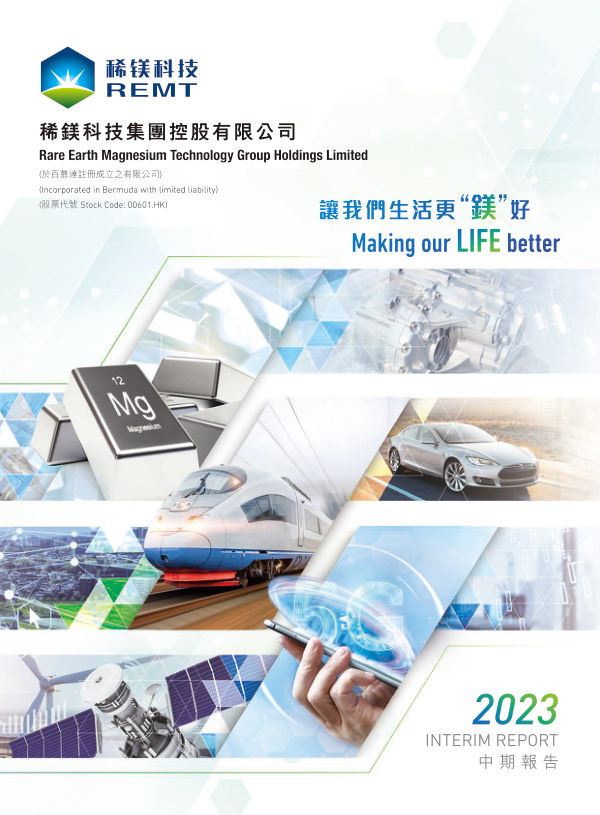 稀鎂科技
REMT
稀鎂科技集團控股有限公司
Rare Earth Magnesium Technology Group Holdings Limited
(於百慕達註冊成立之有限公司)
(Incorporated in Bermuda with limited liability)
(股票代號 Stock Code: 00601.HK)
讓我們生活更“鎂”好
Making our LIFE better
12
Mg
Magnesium
5G
2023
INTERIM REPORT
中期報告